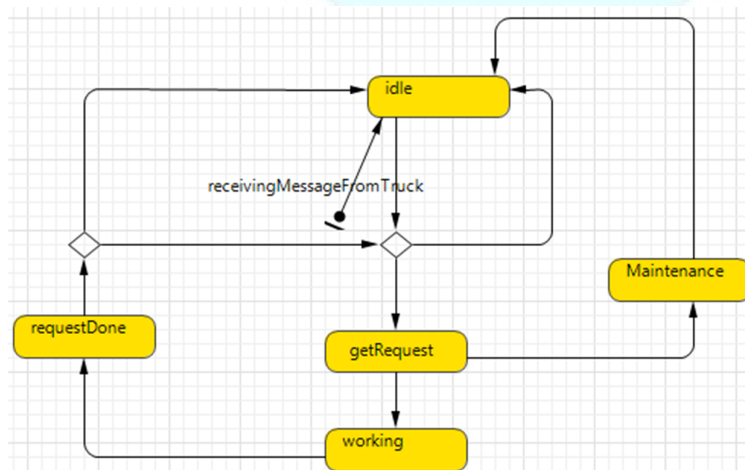 idle
receivingMessageFromTruck
Maintenance
requestDone
getRequest
working